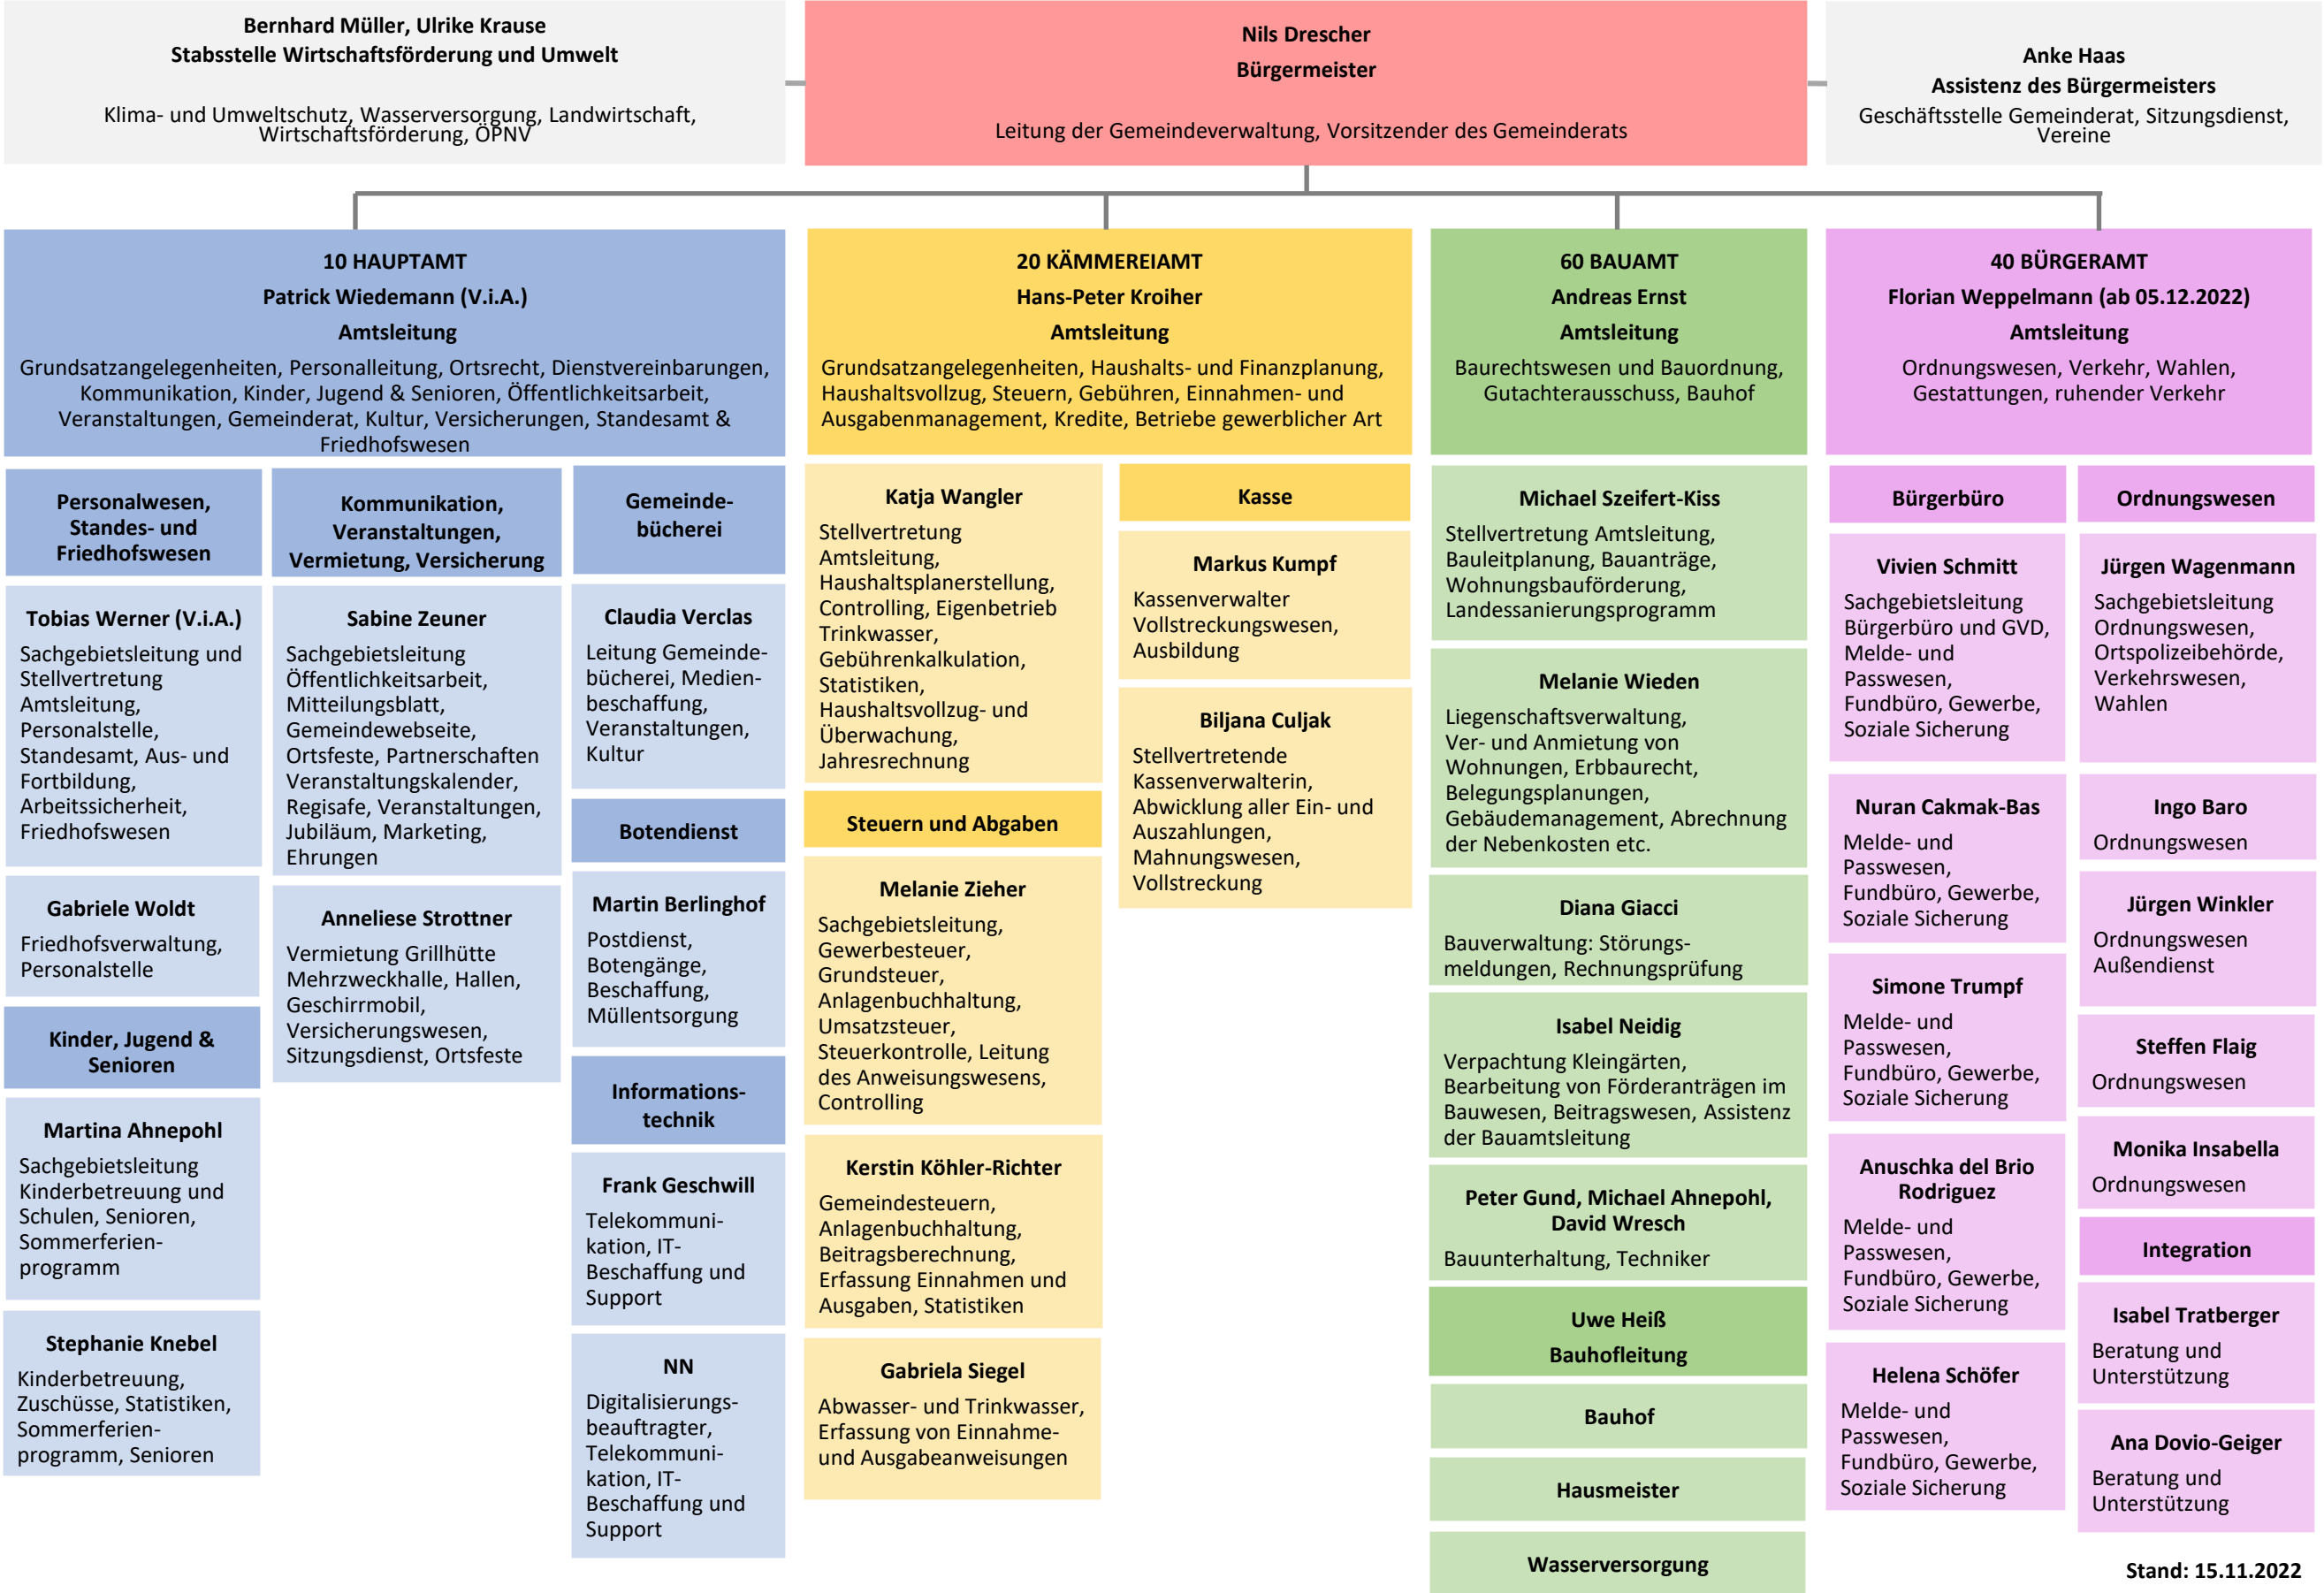 Bernhard Müller, Ulrike Krause
Stabsstelle Wirtschaftsförderung und Umwelt
Klima- und Umweltschutz, Wasserversorgung, Landwirtschaft,
Wirtschaftsförderung, ÖPNV
Nils Drescher
Bürgermeister
Leitung der Gemeindeverwaltung, Vorsitzender des Gemeinderats
Anke Haas
Assistenz des Bürgermeisters
Geschäftsstelle Gemeinderat, Sitzungsdienst,
Vereine
10 HAUPTAMT
Patrick Wiedemann (V.i.A.)
Amtsleitung
Grundsatzangelegenheiten, Personalleitung, Ortsrecht, Dienstvereinbarungen,
Kommunikation, Kinder, Jugend & Senioren, Öffentlichkeitsarbeit,
Veranstaltungen, Gemeinderat, Kultur, Versicherungen, Standesamt &
Friedhofswesen
20 KÄMMEREIAMT
Hans-Peter Kroiher
Amtsleitung
Grundsatzangelegenheiten, Haushalts- und Finanzplanung,
Haushaltsvollzug, Steuern, Gebühren, Einnahmen- und
Ausgabenmanagement, Kredite, Betriebe gewerblicher Art
60 BAUAMT
Andreas Ernst
Amtsleitung
Baurechtswesen und Bauordnung,
Gutachterausschuss, Bauhof
40 BÜRGERAMT
Florian Weppelmann (ab 05.12.2022)
Amtsleitung
Ordnungswesen, Verkehr, Wahlen,
Gestattungen, ruhender Verkehr
Personalwesen,
Standes- und
Friedhofswesen
Tobias Werner (V.i.A.)
Sachgebietsleitung und
Stellvertretung
Amtsleitung,
Personalstelle,
Standesamt, Aus- und
Fortbildung,
Arbeitssicherheit,
Friedhofswesen
Gabriele Woldt
Friedhofsverwaltung,
Personalstelle
Kinder, Jugend &
Senioren
Martina Ahnepohl
Sachgebietsleitung
Kinderbetreuung und
Schulen, Senioren,
Sommerferien-
programm
Stephanie Knebel
Kinderbetreuung,
Zuschüsse, Statistiken,
Sommerferien-
programm, Senioren
Kommunikation,
Veranstaltungen,
Vermietung, Versicherung
Sabine Zeuner
Sachgebietsleitung
Öffentlichkeitsarbeit,
Mitteilungsblatt,
Gemeindewebseite,
Ortsfeste, Partnerschaften
Veranstaltungskalender,
Regisafe, Veranstaltungen,
Jubiläum, Marketing,
Ehrungen
Anneliese Strottner
Vermietung Grillhütte
Mehrzweckhalle, Hallen,
Geschirrmobil,
Versicherungswesen,
Sitzungsdienst, Ortsfeste
Gemeinde-
bücherei
Claudia Verclas
Leitung Gemeinde-
bücherei, Medien-
beschaffung,
Veranstaltungen,
Kultur
Botendienst
Martin Berlinghof
Postdienst,
Botengänge,
Beschaffung,
Müllentsorgung
Informations-
technik
Frank Geschwill
Telekommuni-
kation, IT-
Beschaffung und
Support
NN
Digitalisierungs-
beauftragter,
Telekommuni-
kation, IT-
Beschaffung und
Support
Katja Wangler
Stellvertretung
Amtsleitung,
Haushaltsplanerstellung,
Controlling, Eigenbetrieb
Trinkwasser,
Gebührenkalkulation,
Statistiken,
Haushaltsvollzug- und
Überwachung,
Jahresrechnung
Steuern und Abgaben
Melanie Zieher
Sachgebietsleitung,
Gewerbesteuer,
Grundsteuer,
Anlagenbuchhaltung,
Umsatzsteuer,
Steuerkontrolle, Leitung
des Anweisungswesens,
Controlling
Kerstin Köhler-Richter
Gemeindesteuern,
Anlagenbuchhaltung,
Beitragsberechnung,
Erfassung Einnahmen und
Ausgaben, Statistiken
Gabriela Siegel
Abwasser- und Trinkwasser,
Erfassung von Einnahme-
und Ausgabeanweisungen
Kasse
Markus Kumpf
Kassenverwalter
Vollstreckungswesen,
Ausbildung
Biljana Culjak
Stellvertretende
Kassenverwalterin,
Abwicklung aller Ein- und
Auszahlungen,
Mahnungswesen,
Vollstreckung
Michael Szeifert-Kiss
Stellvertretung Amtsleitung,
Bauleitplanung, Bauanträge,
Wohnungsbauförderung,
Landessanierungsprogramm
Melanie Wieden
Liegenschaftsverwaltung,
Ver- und Anmietung von
Wohnungen, Erbbaurecht,
Belegungsplanungen,
Gebäudemanagement, Abrechnung
der Nebenkosten etc.
Diana Giacci
Bauverwaltung: Störungs-
meldungen, Rechnungsprüfung
Isabel Neidig
Verpachtung Kleingärten,
Bearbeitung von Förderanträgen im
Bauwesen, Beitragswesen, Assistenz
der Bauamtsleitung
Peter Gund, Michael Ahnepohl,
David Wresch
Bauunterhaltung, Techniker
Uwe Heiß
Bauhofleitung
Bauhof
Hausmeister
Wasserversorgung
Bürgerbüro
Vivien Schmitt
Sachgebietsleitung
Bürgerbüro und GVD,
Melde- und
Passwesen,
Fundbüro, Gewerbe,
Soziale Sicherung
Nuran Cakmak-Bas
Melde- und
Passwesen,
Fundbüro, Gewerbe,
Soziale Sicherung
Simone Trumpf
Melde- und
Passwesen,
Fundbüro, Gewerbe,
Soziale Sicherung
Anuschka del Brio
Rodriguez
Melde- und
Passwesen,
Fundbüro, Gewerbe,
Soziale Sicherung
Helena Schöfer
Melde- und
Passwesen,
Fundbüro, Gewerbe,
Soziale Sicherung
Ordnungswesen
Jürgen Wagenmann
Sachgebietsleitung
Ordnungswesen,
Ortspolizeibehörde,
Verkehrswesen,
Wahlen
Ingo Baro
Ordnungswesen
Jürgen Winkler
Ordnungswesen
Außendienst
Steffen Flaig
Ordnungswesen
Monika Insabella
Ordnungswesen
Integration
Isabel Tratberger
Beratung und
Unterstützung
Ana Dovio-Geiger
Beratung und
Unterstützung
Stand: 15.11.2022